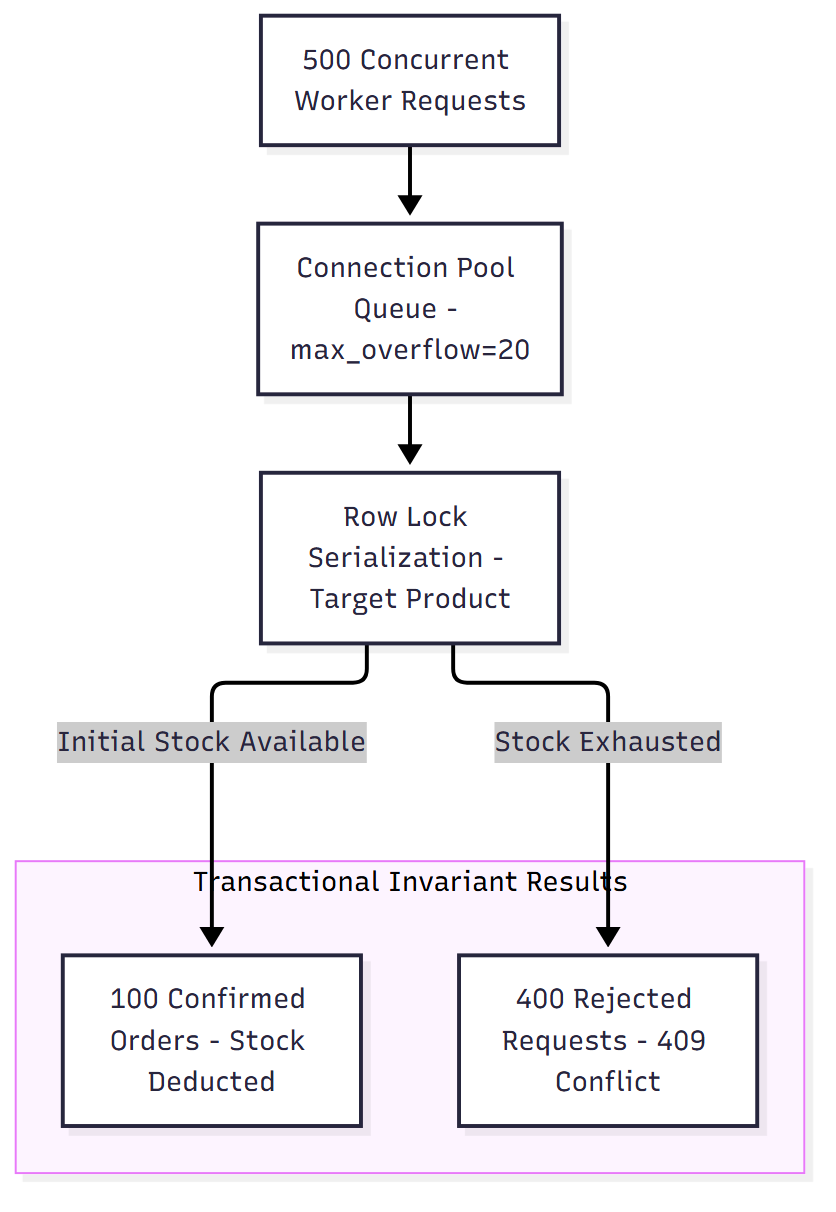 500 Concurrent
Worker Requests
Connection Pool
Queue -
max_overflow=20
Row Lock
Serialization -
Target Product
Initial Stock Available
Stock Exhausted
Transactional Invariant Results
100 Confirmed
Orders - Stock
Deducted
400 Rejected
Requests - 409
Conflict